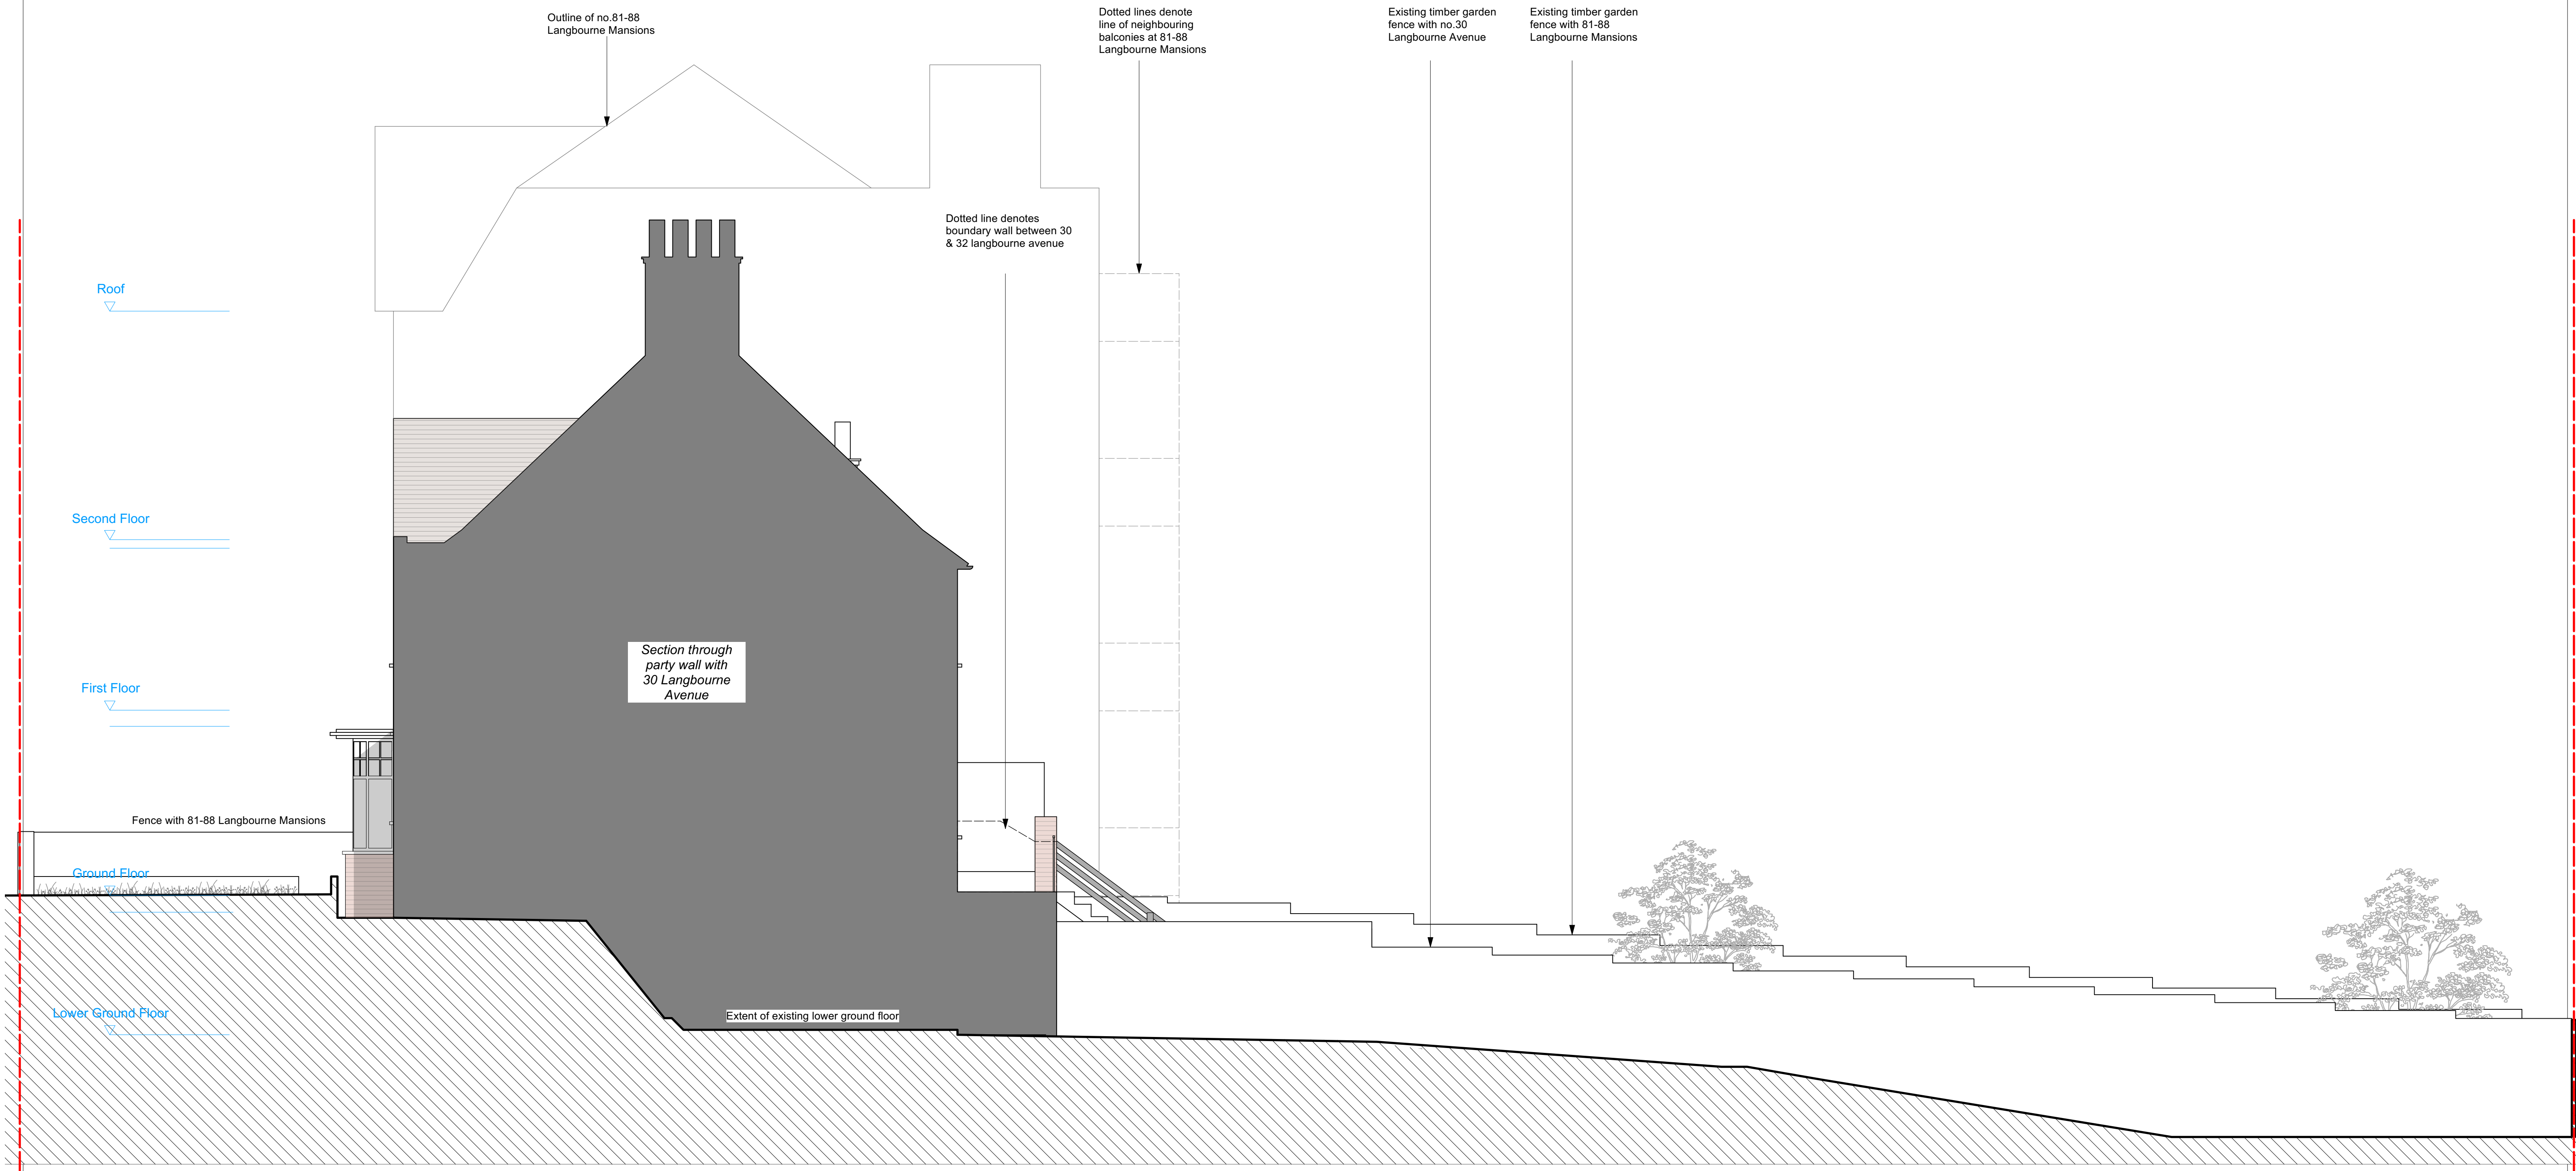 Outline of no.81-88
Langbourne Mansions
Dotted lines denote
line of neighbouring
balconies at 81-88
Langbourne Mansions
Existing timber garden
fence with no.30
Langbourne Avenue
Existing timber garden
fence with 81-88
Langbourne Mansions
Dotted line denotes
boundary wall between 30
& 32 langbourne avenue
Roof
Second Floor
Section through
party wall with
30 Langbourne
Avenue
First Floor
Fence with 81-88 Langbourne Mansions
Ground Floor
Lower Ground Floor
Extent of existing lower ground floor